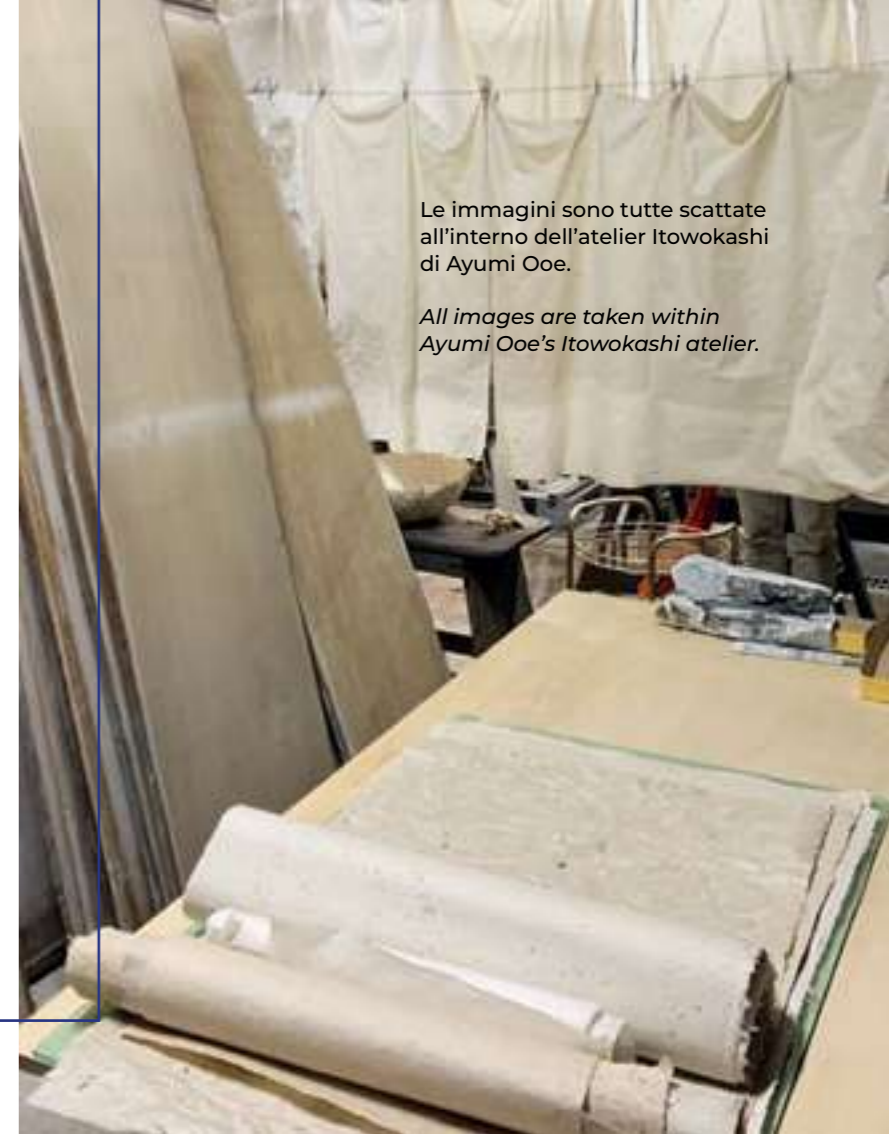 Le immagini sono tutte scattate
all’interno dell’atelier Itowokashi
di Ayumi Ooe.
All images are taken within
Ayumi Ooe’s Itowokashi atelier.